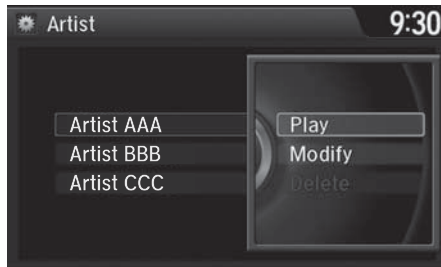 Artist
9:30
Artist AAA
Artist BBB
Artist CCC
Play
Modify
Delete